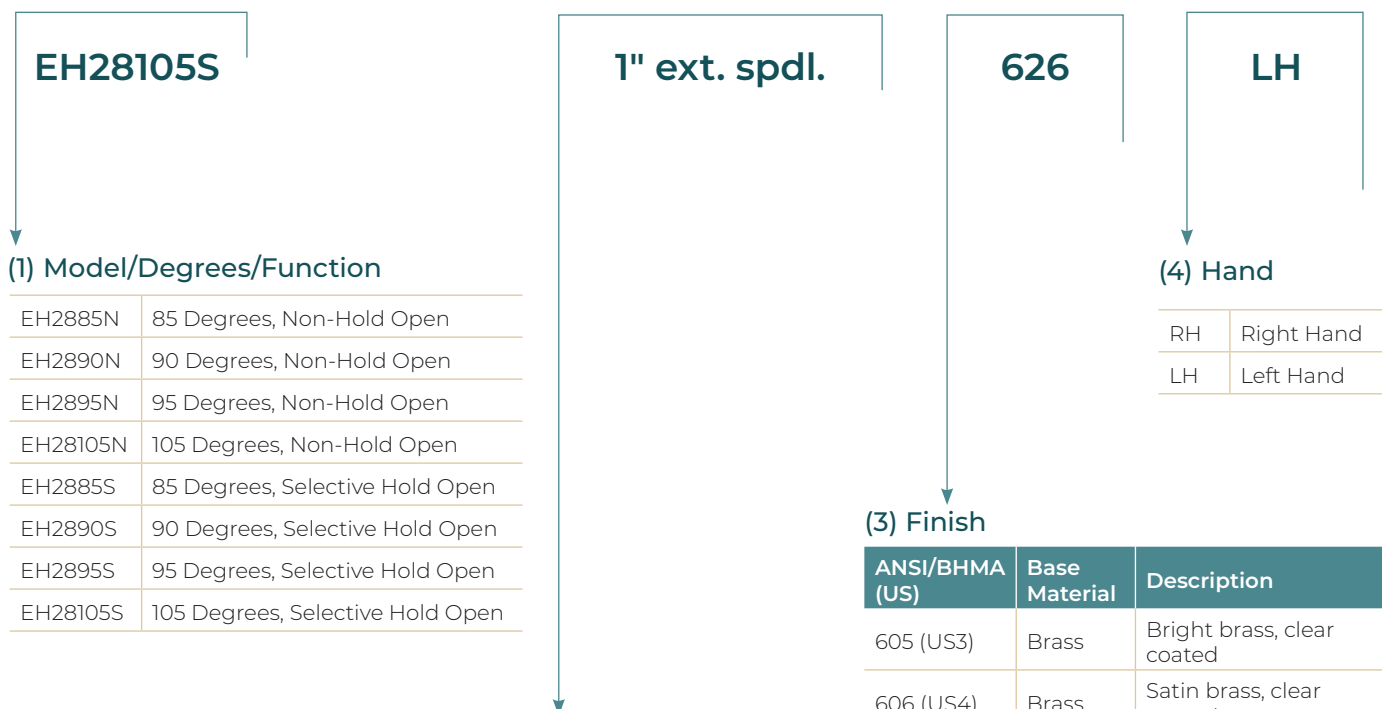 EH28105S 1" ext. spdl. 626 LH
(1) Model/Degrees/Function
EH2885N 85 Degrees, Non-Hold Open
EH2890N 90 Degrees, Non-Hold Open
EH2895N 95 Degrees, Non-Hold Open
EH28105N 105 Degrees, Non-Hold Open
EH2885S 85 Degrees, Selective Hold Open
EH2890S 90 Degrees, Selective Hold Open
EH2895S 95 Degrees, Selective Hold Open
EH28105S 105 Degrees, Selective Hold Open
(4) Hand
RH Right Hand
LH Left Hand
(3) Finish
ANSI/BHMA (US) Base Material Description
605 (US3) Brass Bright brass, clear
coated
606 (US4) Brass Satin brass, clear